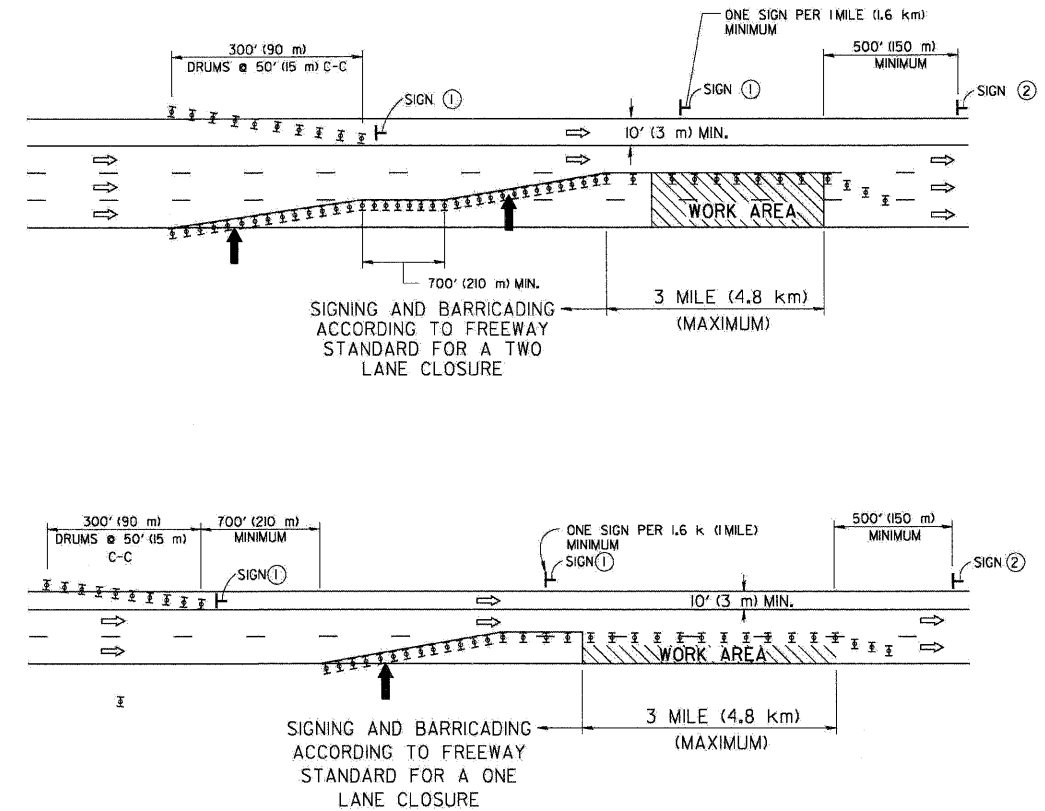 ONE SIGN PER 1 MILE (1.6 km)
MINIMUM
300' (90 m)
DRUMS @ 50' (15 m) C-C
500' (150 m)
MINIMUM
SIGN 1
SIGN 1
SIGN 2
10' (3 m) MIN.
WORK AREA
700' (210 m) MIN.
3 MILE (4.8 km)
(MAXIMUM)
SIGNING AND BARRICADING
ACCORDING TO FREEWAY
STANDARD FOR A TWO
LANE CLOSURE
300' (90 m)
DRUMS @ 50' (15 m)
C-C
700' (210 m)
MINIMUM
ONE SIGN PER 1.6 k (1 MILE)
MINIMUM
500' (150 m)
MINIMUM
SIGN 1
SIGN 1
SIGN 2
10' (3 m) MIN.
WORK AREA
3 MILE (4.8 km)
(MAXIMUM)
SIGNING AND BARRICADING
ACCORDING TO FREEWAY
STANDARD FOR A ONE
LANE CLOSURE